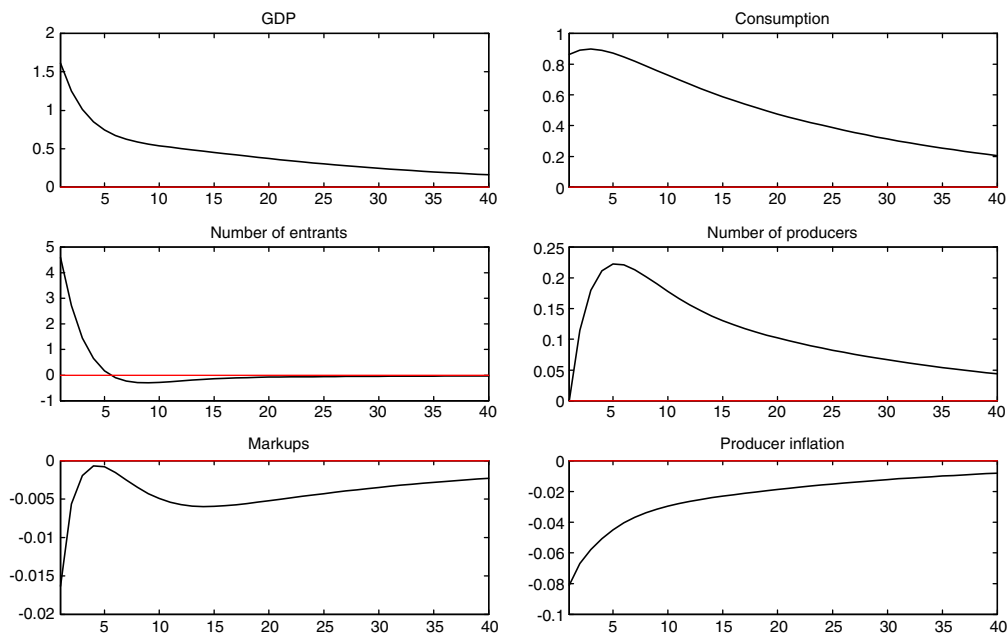 GDP
2
1.5
1
0.5
0
5 10 15 20 25 30 35 40
Consumption
1
0.8
0.6
0.4
0.2
0
5 10 15 20 25 30 35 40
Number of entrants
5
4
3
2
1
0
-1
5 10 15 20 25 30 35 40
Number of producers
0.25
0.2
0.15
0.1
0.05
0
5 10 15 20 25 30 35 40
Markups
0
-0.005
-0.01
-0.015
-0.02
5 10 15 20 25 30 35 40
Producer inflation
0
-0.02
-0.04
-0.06
-0.08
-0.1
5 10 15 20 25 30 35 40